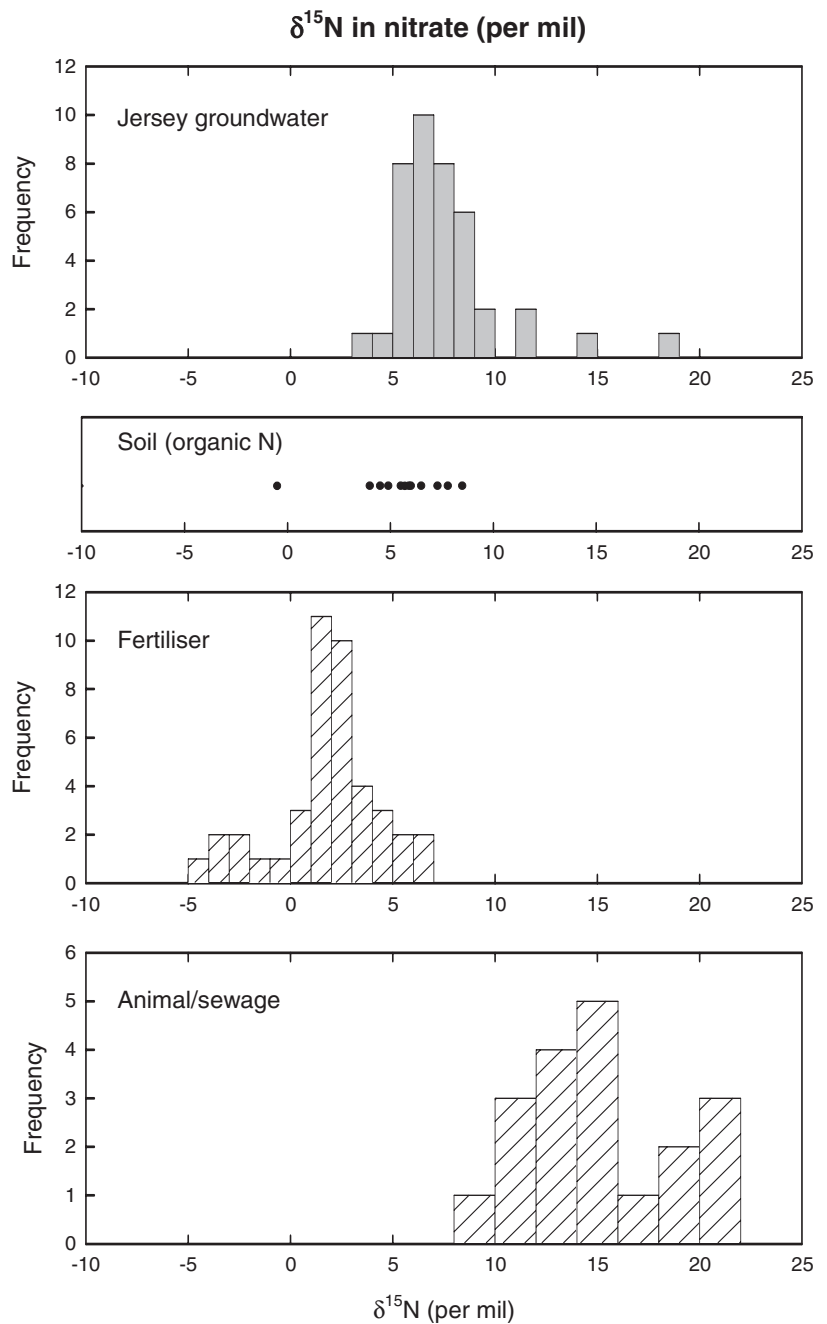 δ¹⁵N in nitrate (per mil)
12
Jersey groundwater
10
8
6
4
2
0
Frequency
-10 -5 0 5 10 15 20 25
Soil (organic N)
-10 -5 0 5 10 15 20 25
12
Fertiliser
10
8
6
4
2
0
Frequency
-10 -5 0 5 10 15 20 25
6
Animal/sewage
5
4
3
2
1
0
Frequency
-10 -5 0 5 10 15 20 25
δ¹⁵N (per mil)